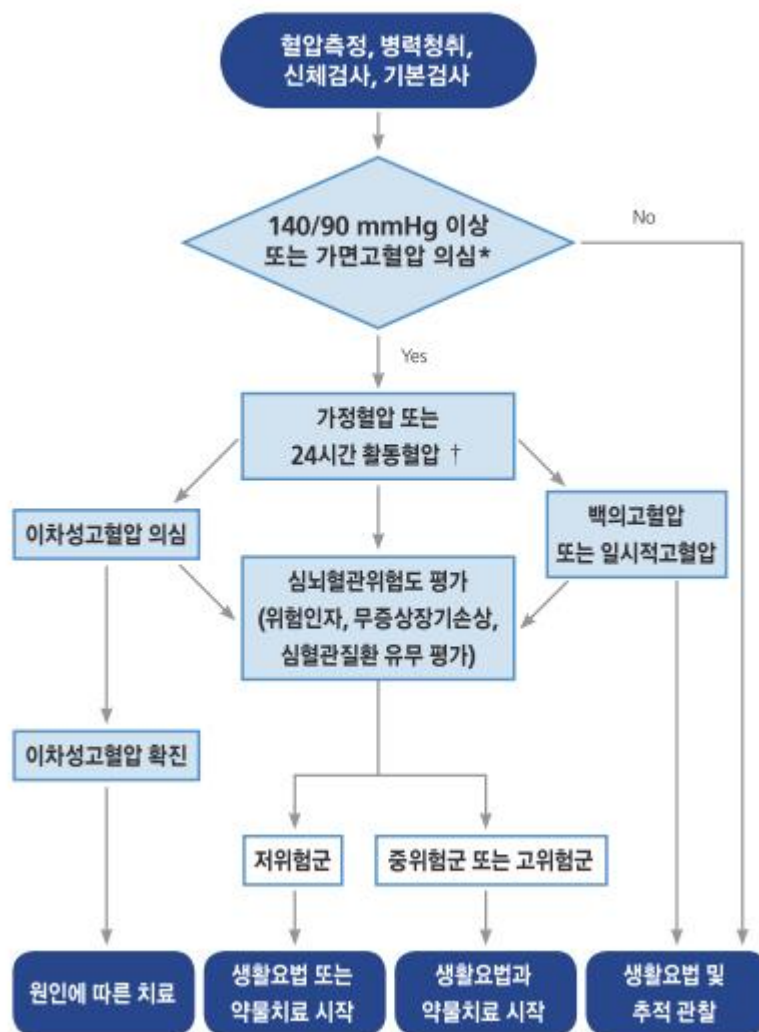 혈압측정, 병력청취,
신체검사, 기본검사
140/90 mmHg 이상
또는 가면고혈압 의심*
No
Yes
가정혈압 또는
24시간 활동혈압 †
이차성고혈압 의심
백의고혈압
또는 일시적고혈압
심뇌혈관위험도 평가
(위험인자, 무증상장기손상,
심혈관질환 유무 평가)
이차성고혈압 확진
저위험군
중위험군 또는 고위험군
원인에 따른 치료
생활요법 또는
약물치료 시작
생활요법과
약물치료 시작
생활요법 및
추적 관찰